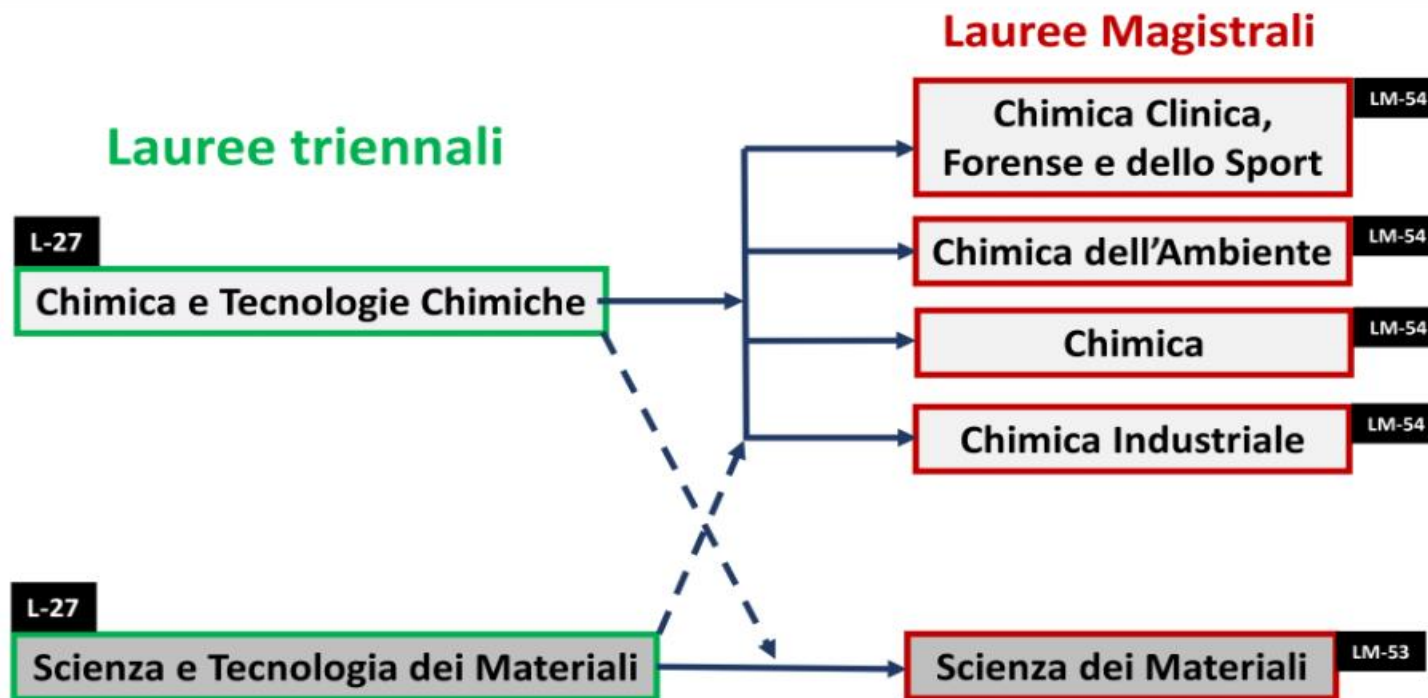 Lauree Magistrali
Lauree triennali
L-27
Chimica e Tecnologie Chimiche
LM-54
Chimica Clinica,
Forense e dello Sport
LM-54
Chimica dell’Ambiente
LM-54
Chimica
LM-54
Chimica Industriale
L-27
Scienza e Tecnologia dei Materiali
LM-53
Scienza dei Materiali